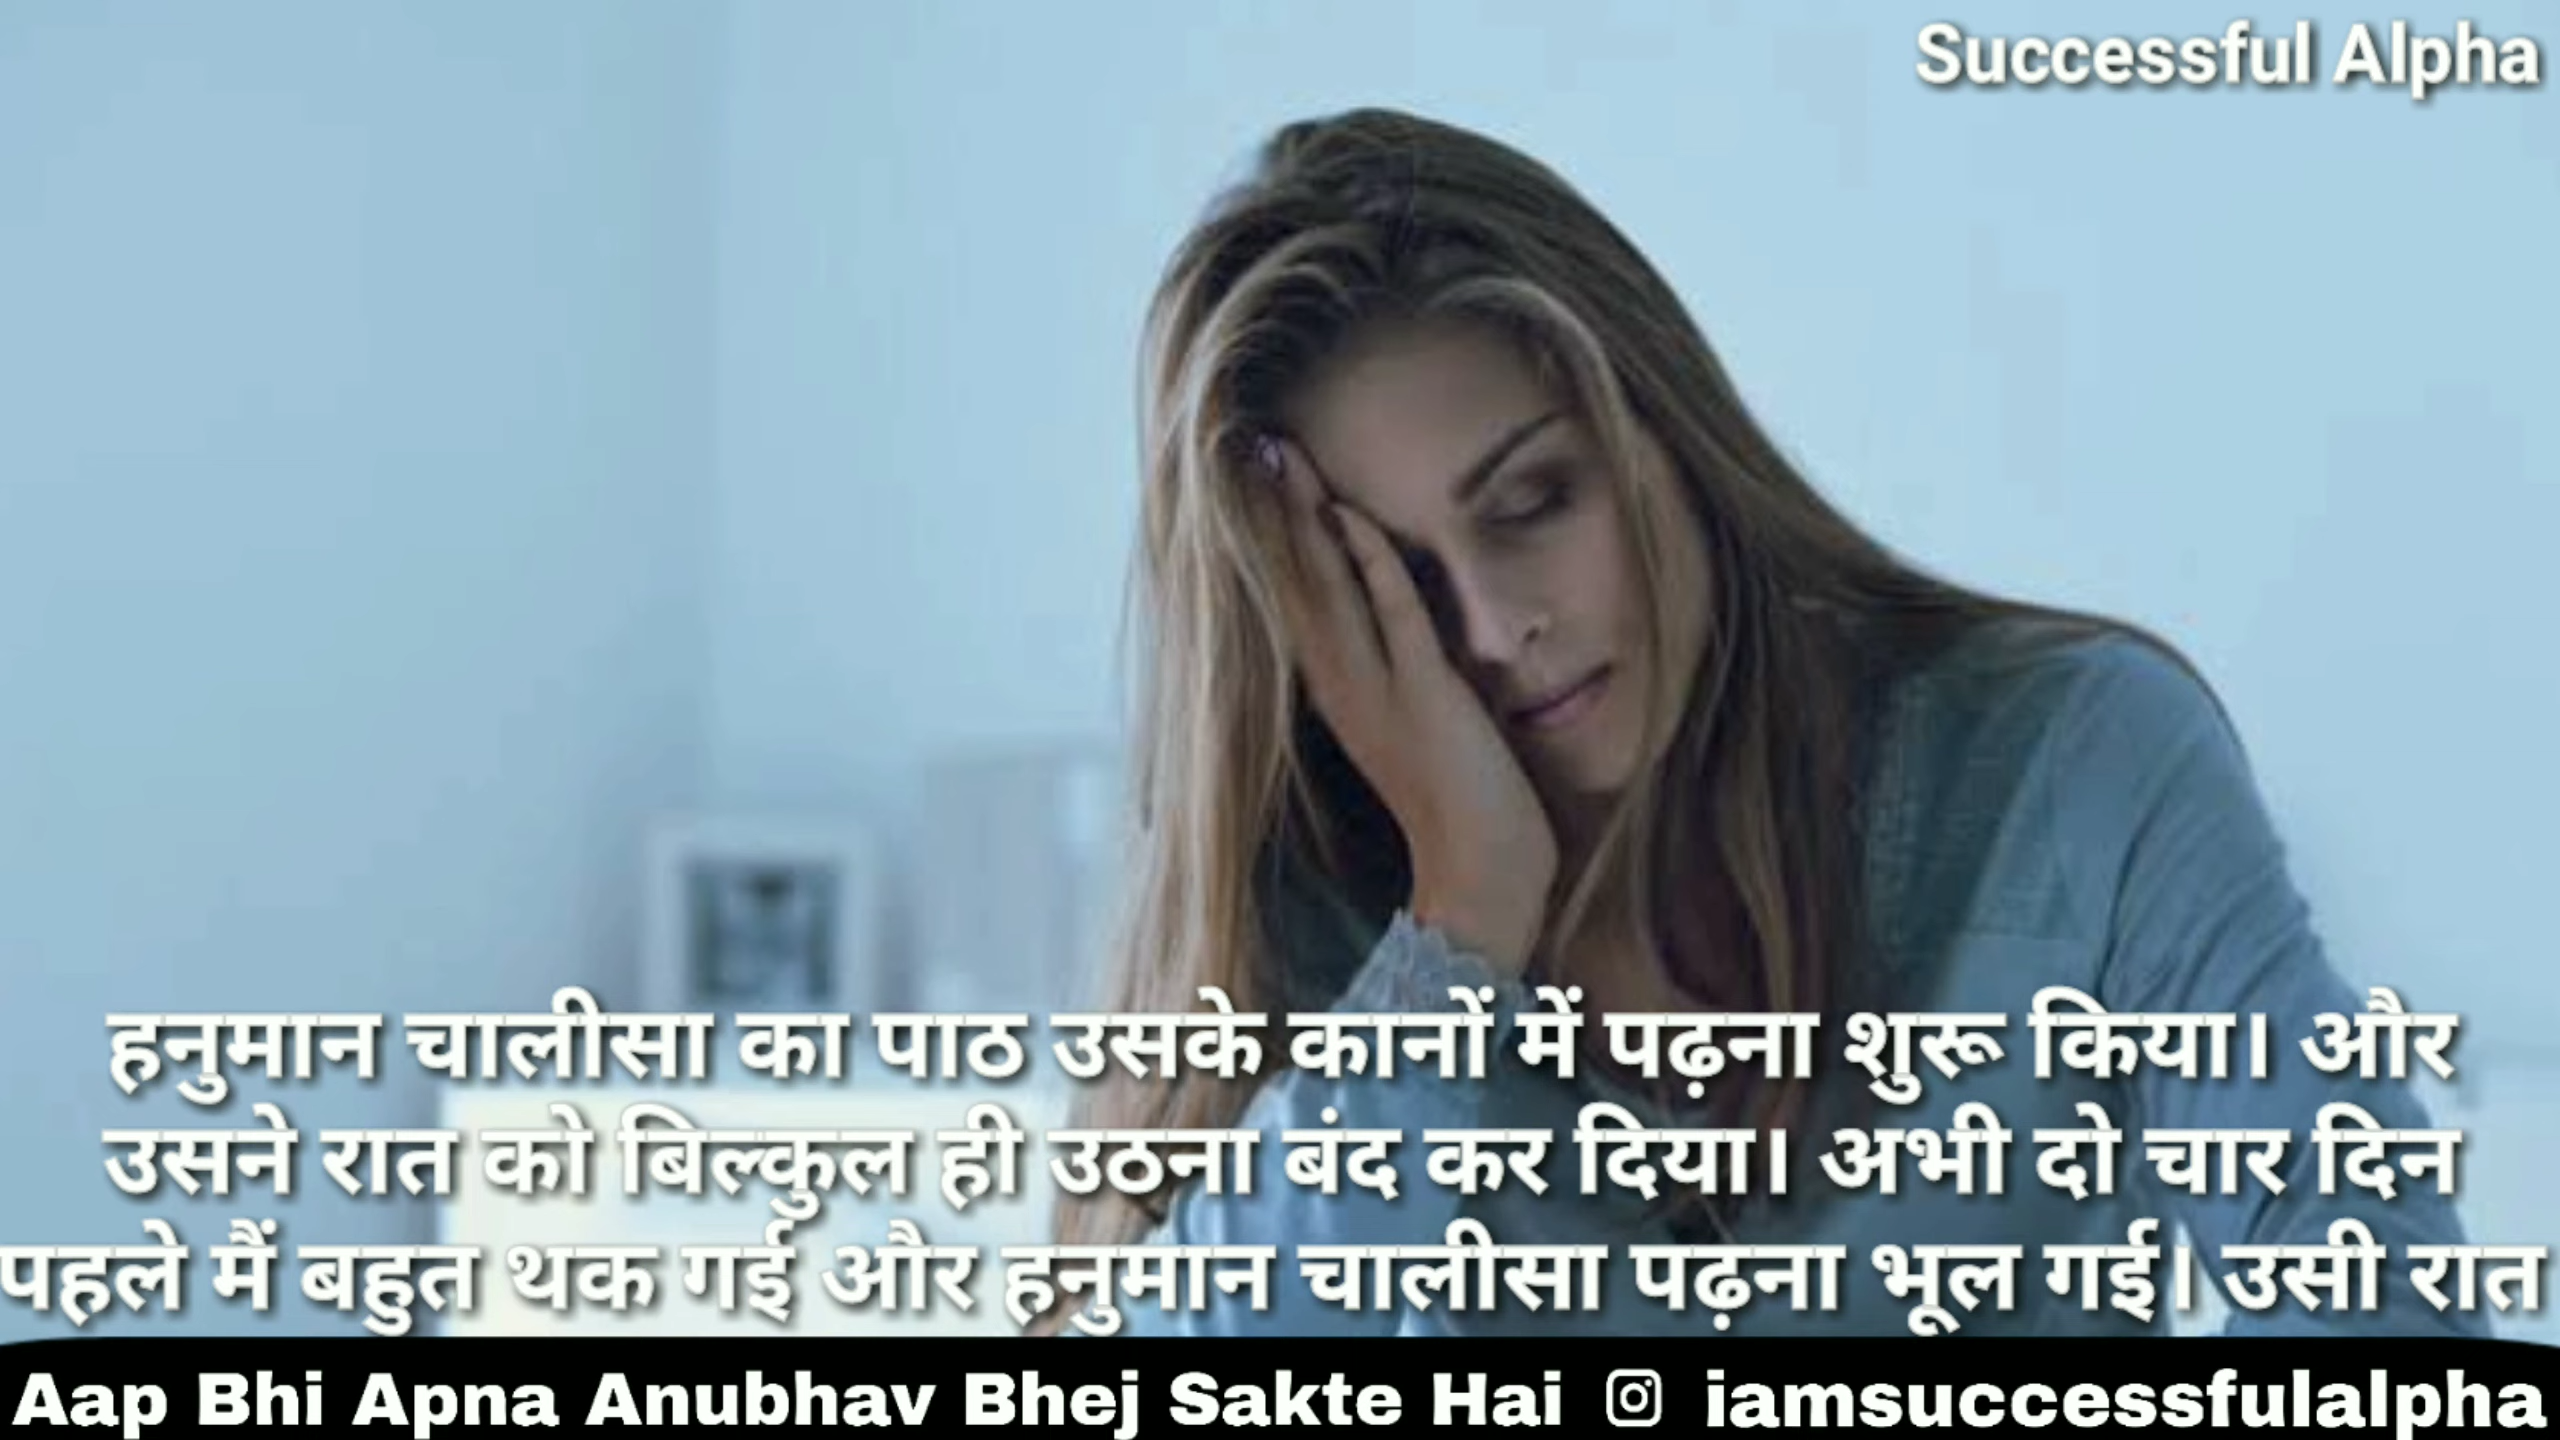 Successful Alpha
हनुमान चालीसा का पाठ उसके कानों में पढ़ना शुरू किया। और
उसने रात को बिल्कुल ही उठना बंद कर दिया। अभी दो चार दिन
पहले मैं बहुत थक गई और हनुमान चालीसा पढ़ना भूल गई। उसी रात
Aap Bhi Apna Anubhav Bhej Sakte Hai iamsuccessfulalpha